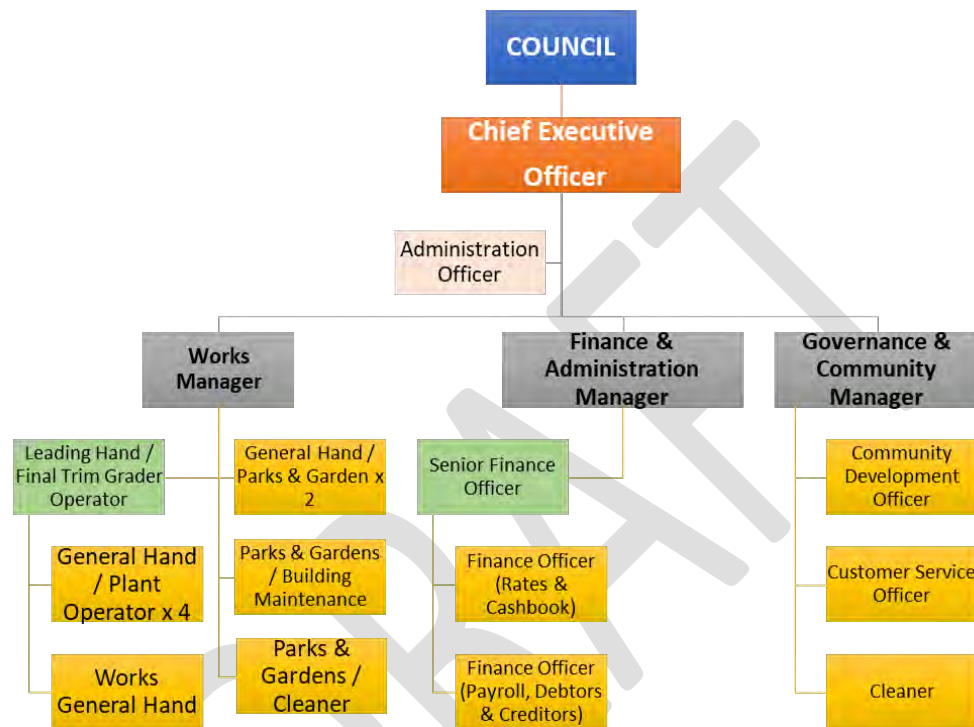 COUNCIL
Chief Executive
Officer
Administration
Officer
Works
Manager
Finance &
Administration
Manager
Governance &
Community
Manager
Leading Hand /
Final Trim Grader
Operator
General Hand /
Parks & Garden x
2
Senior Finance
Officer
Community
Development
Officer
General Hand
/ Plant
Operator x 4
Parks & Gardens
/ Building
Maintenance
Finance Officer
(Rates &
Cashbook)
Customer Service
Officer
Works
General Hand
Parks &
Gardens /
Cleaner
Finance Officer
(Payroll, Debtors
& Creditors)
Cleaner
DRAFT